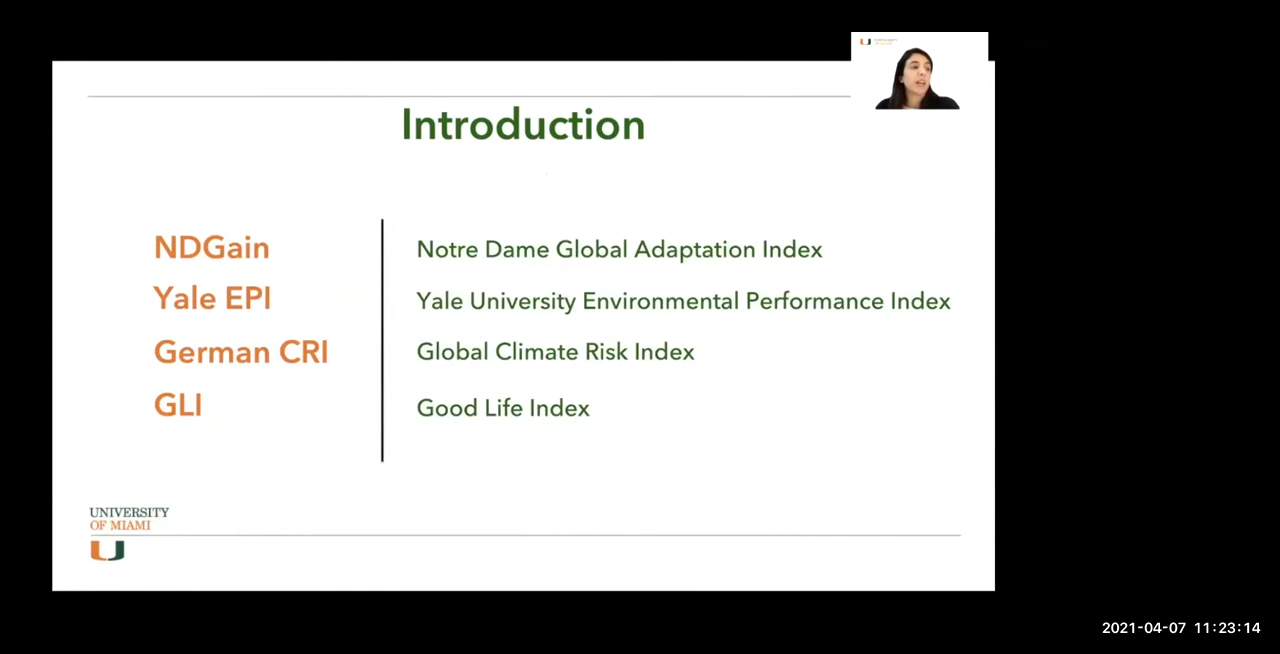 Introduction
NDGain
Notre Dame Global Adaptation Index
Yale EPI
Yale University Environmental Performance Index
German CRI
Global Climate Risk Index
GLI
Good Life Index
UNIVERSITY
OF MIAMI
2021-04-07 11:23:14